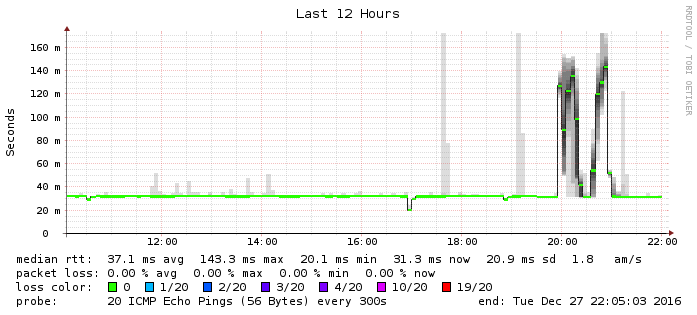 Last 12 Hours
RRDTOOL / TOBI OETIKER
Seconds
160 m
140 m
120 m
100 m
80 m
60 m
40 m
20 m
0
12:00 14:00 16:00 18:00 20:00 22:00
median rtt: 37.1 ms avg 143.3 ms max 20.1 ms min 31.3 ms now 20.9 ms sd 1.8 am/s
packet loss: 0.00 % avg 0.00 % max 0.00 % min 0.00 % now
loss color: 0 1/20 2/20 3/20 4/20 10/20 19/20
probe: 20 ICMP Echo Pings (56 Bytes) every 300s end: Tue Dec 27 22:05:03 2016